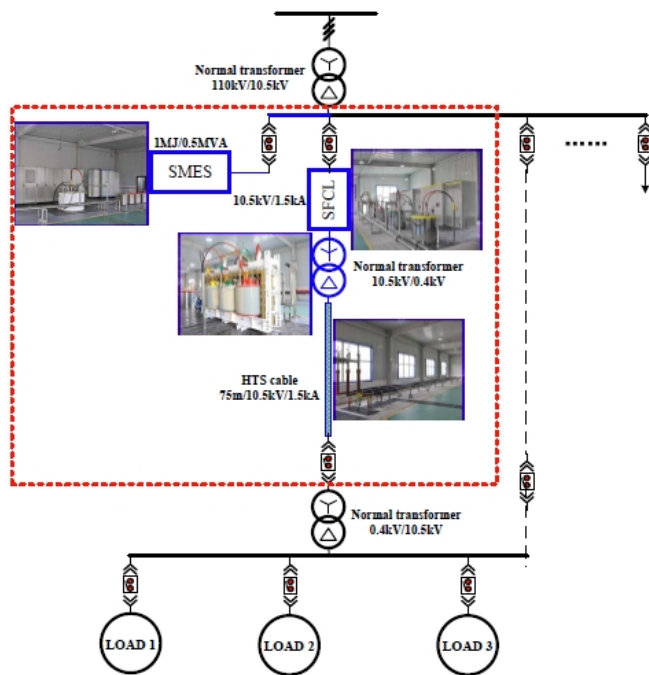 Normal transformer
110kV/10.5kV
1MJ/0.5MVA
SMES
10.5kV/1.5kA
SFCL
Normal transformer
10.5kV/0.4kV
HTS cable
75m/10.5kV/1.5kA
Normal transformer
0.4kV/10.5kV
LOAD 1
LOAD 2
LOAD 3